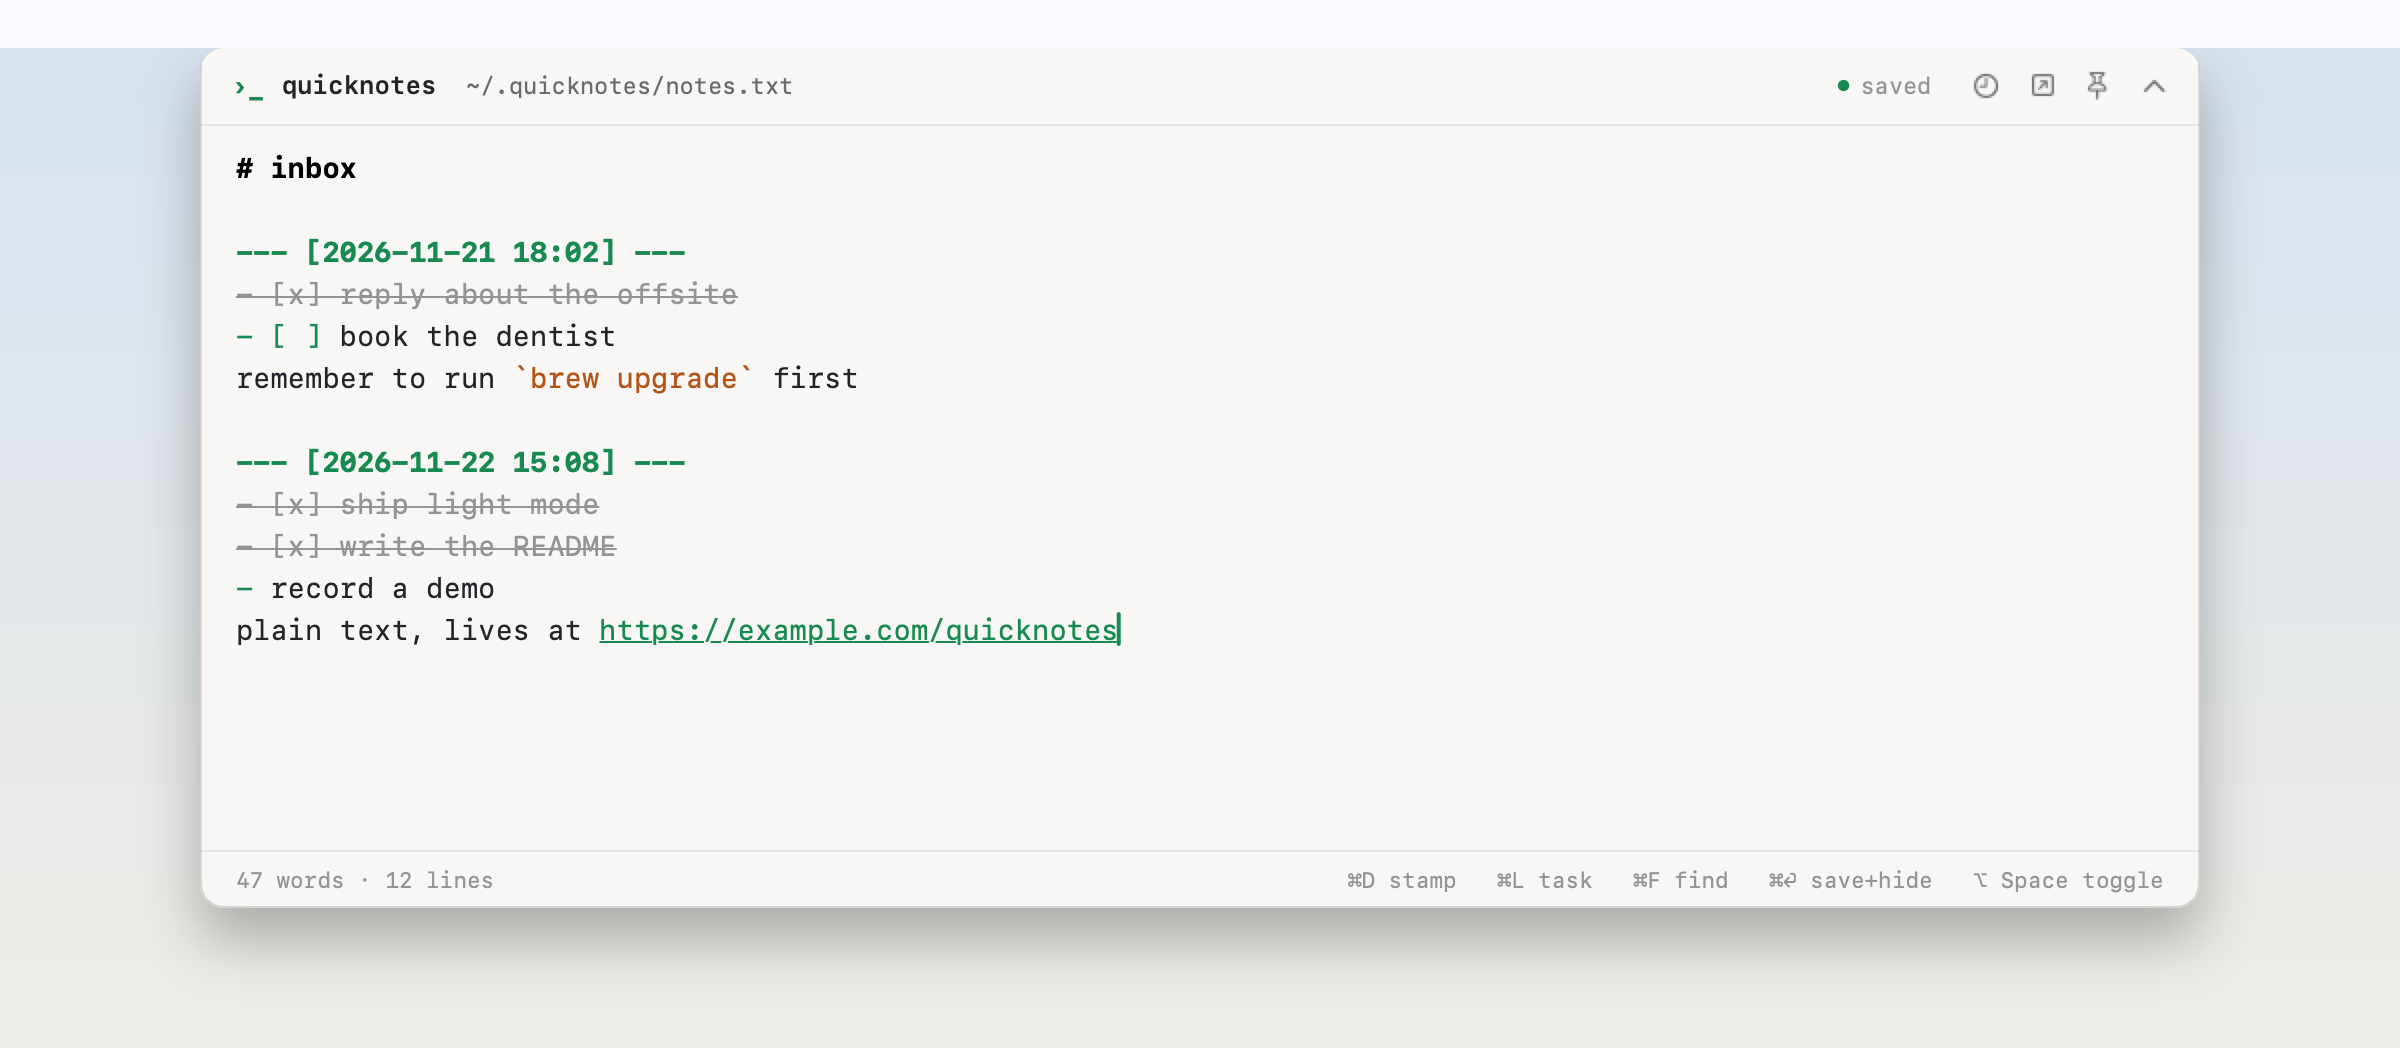 ›_ quicknotes ~/.quicknotes/notes.txt saved
# inbox
--- [2026-11-21 18:02] ---
- [x] reply about the offsite
- [ ] book the dentist
remember to run `brew upgrade` first
--- [2026-11-22 15:08] ---
- [x] ship light mode
- [x] write the README
- record a demo
plain text, lives at https://example.com/quicknotes
47 words · 12 lines ⌘D stamp ⌘L task ⌘F find ⌘⏎ save+hide ⌥ Space toggle